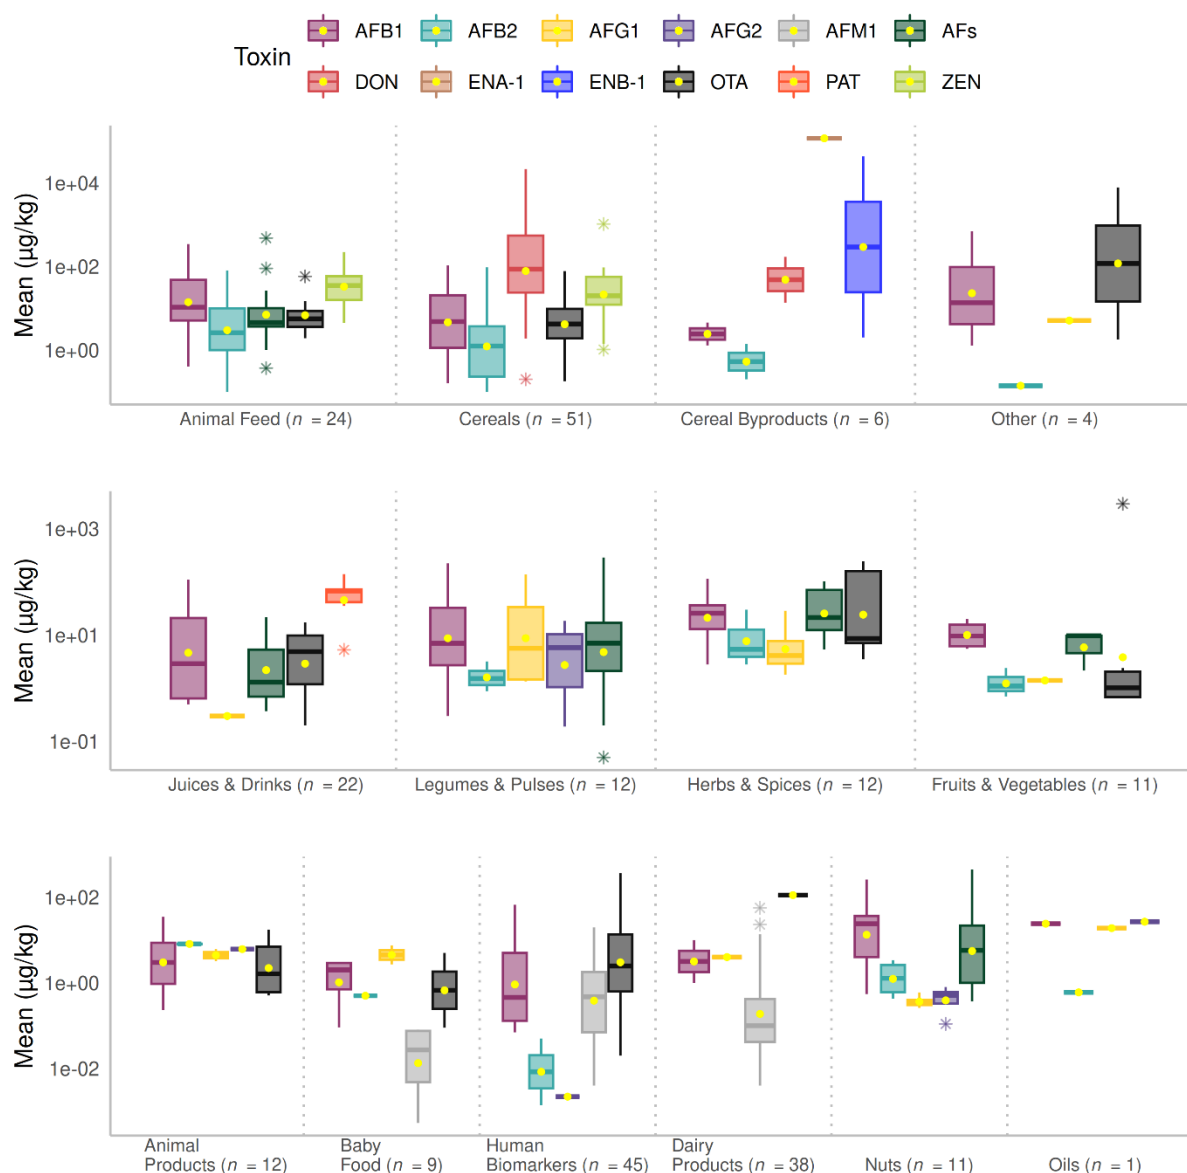 Toxin
AFB1 AFB2 AFG1 AFG2 AFM1 AFs
DON ENA-1 ENB-1 OTA PAT ZEN
Mean (µg/kg)
1e+04
1e+02
1e+00
Animal Feed (n = 24) Cereals (n = 51) Cereal Byproducts (n = 6) Other (n = 4)
Mean (µg/kg)
1e+03
1e+01
1e-01
Juices & Drinks (n = 22) Legumes & Pulses (n = 12) Herbs & Spices (n = 12) Fruits & Vegetables (n = 11)
Mean (µg/kg)
1e+02
1e+00
1e-02
Animal Products (n = 12)
Baby Food (n = 9)
Human Biomarkers (n = 45)
Dairy Products (n = 38)
Nuts (n = 11)
Oils (n = 1)